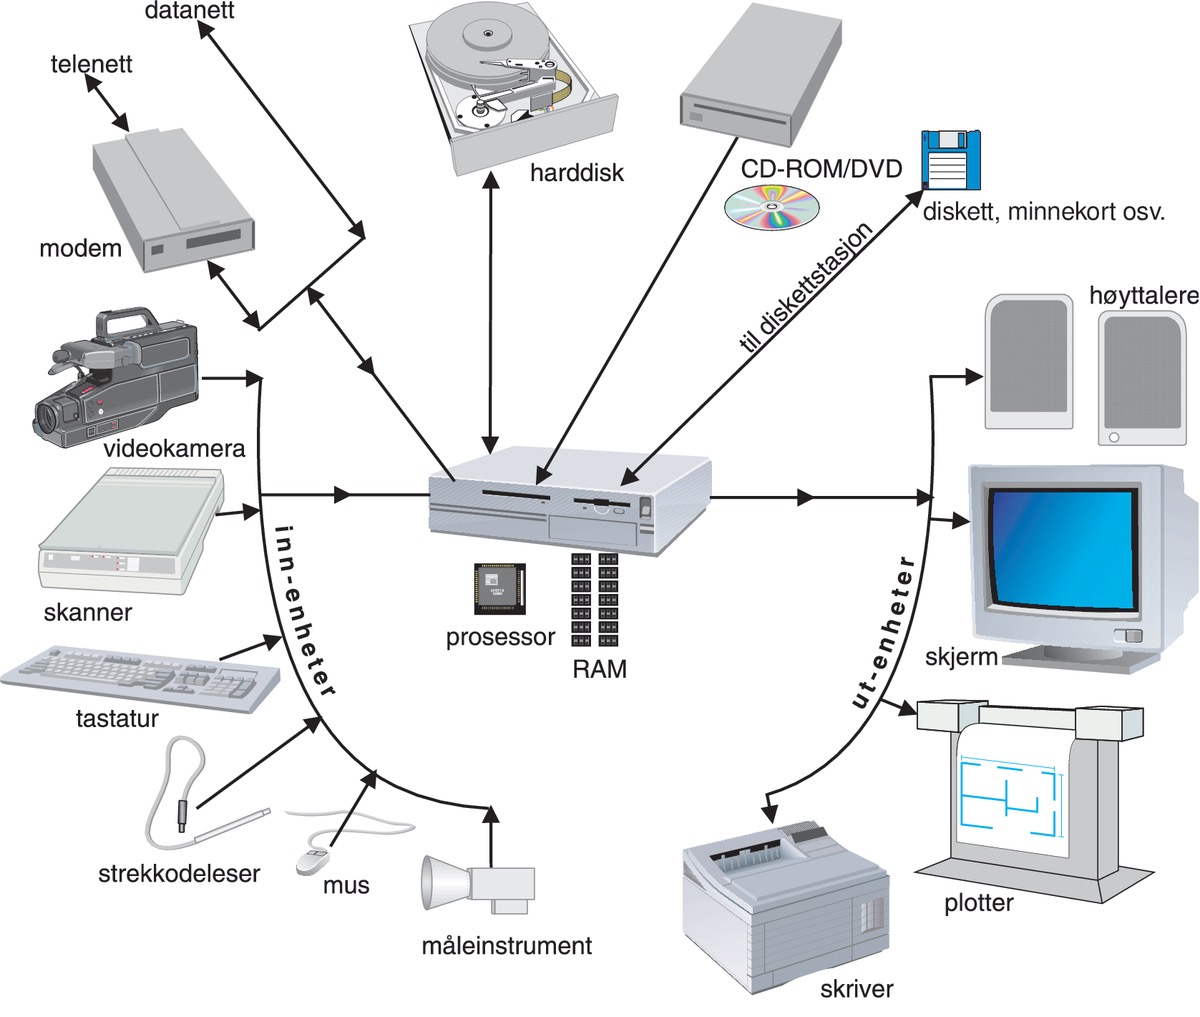 datanett
telenett
harddisk
CD-ROM/DVD
diskett, minnekort osv.
modem
til diskettstasjon
høyttalere
videokamera
skanner
inn-enheter
prosessor
RAM
ut-enheter
skjerm
tastatur
strekkodeleser
mus
måleinstrument
plotter
skriver